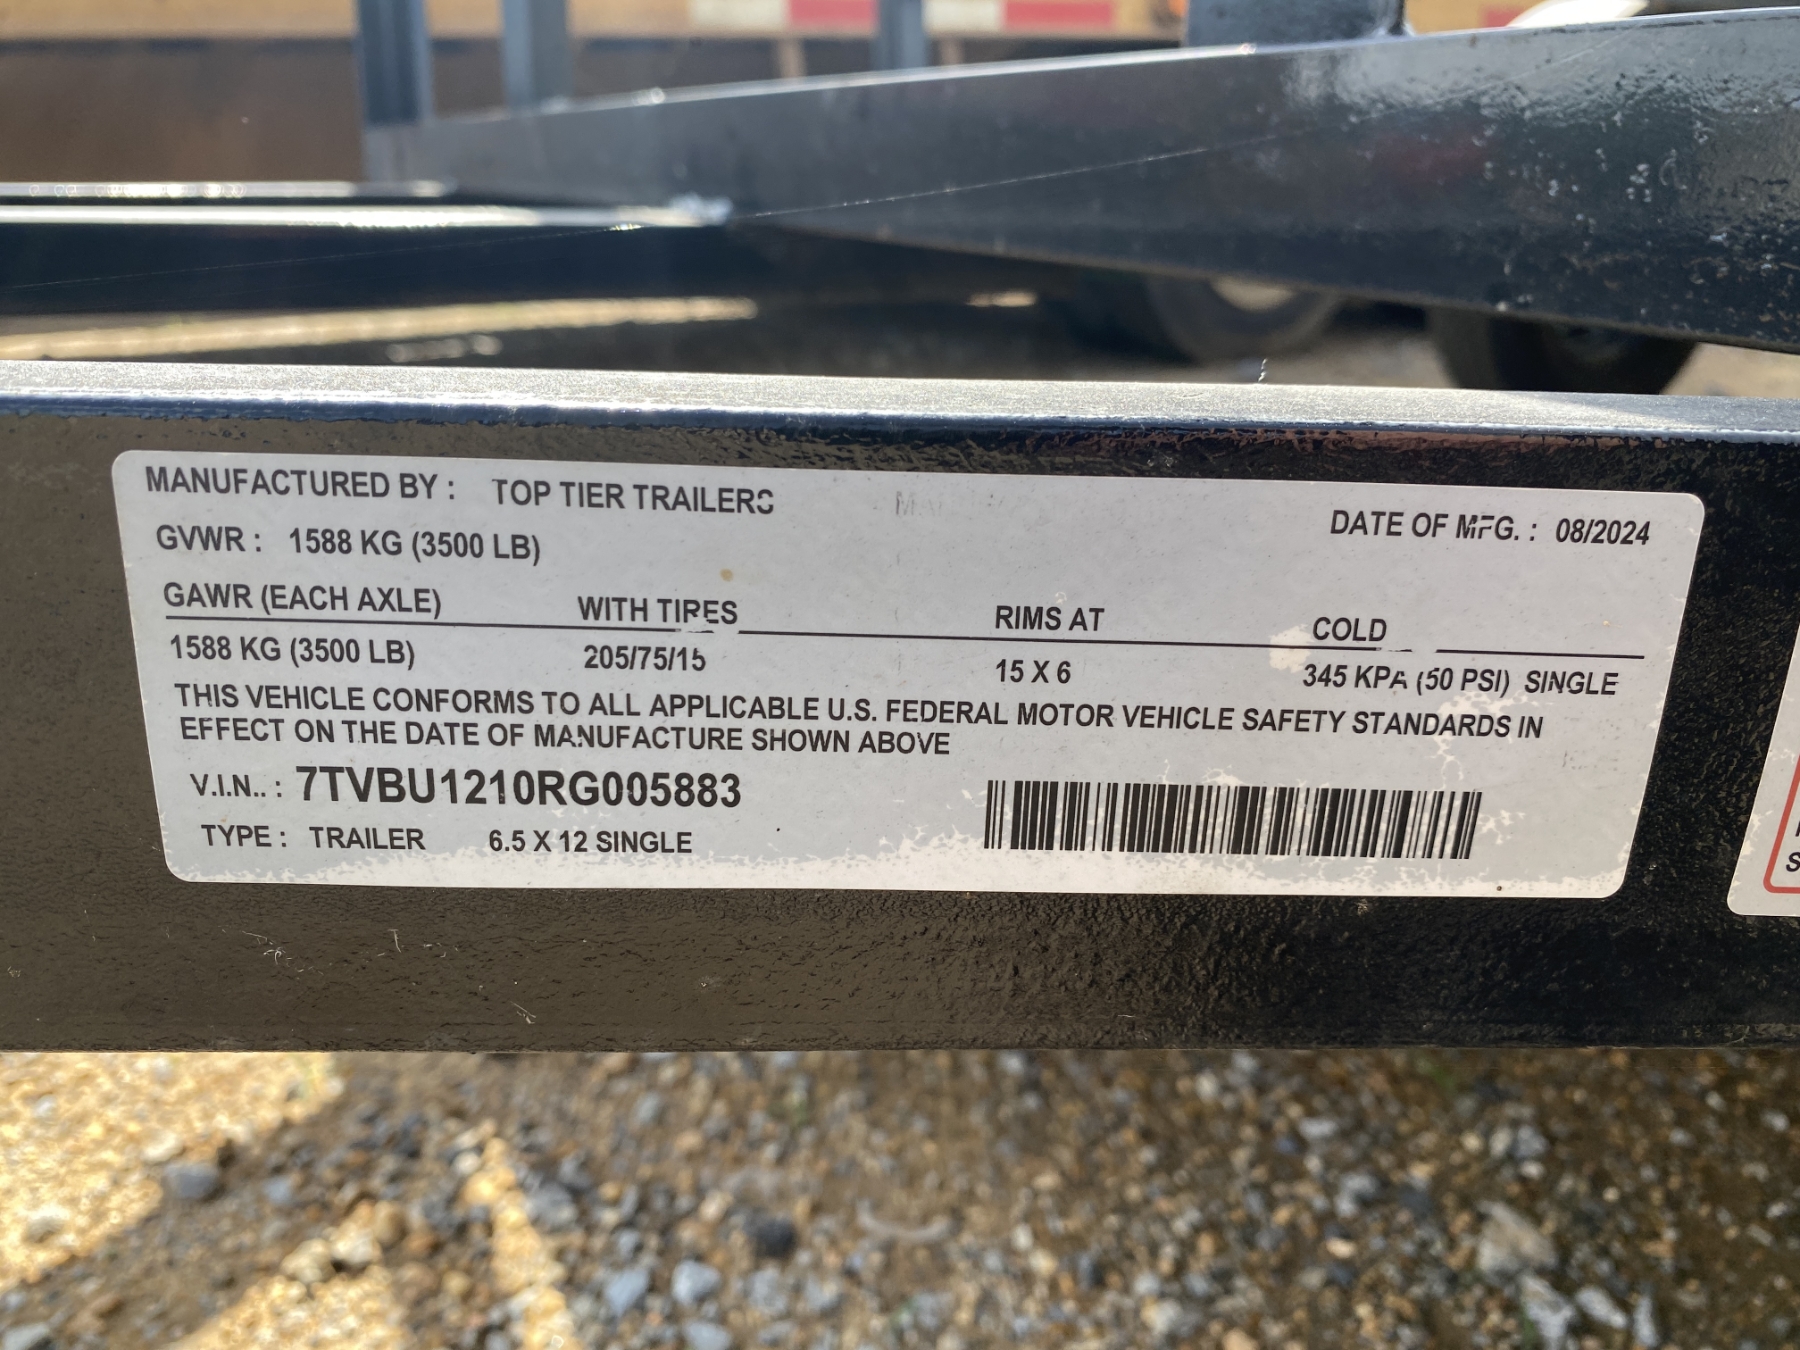 MANUFACTURED BY : TOP TIER TRAILERS
DATE OF MFG. : 08/2024
GVWR : 1588 KG (3500 LB)
GAWR (EACH AXLE) WITH TIRES RIMS AT COLD
1588 KG (3500 LB) 205/75/15 15 X 6 345 KPA (50 PSI) SINGLE
THIS VEHICLE CONFORMS TO ALL APPLICABLE U.S. FEDERAL MOTOR VEHICLE SAFETY STANDARDS IN
EFFECT ON THE DATE OF MANUFACTURE SHOWN ABOVE
V.I.N.. : 7TVBU1210RG005883
TYPE : TRAILER 6.5 X 12 SINGLE